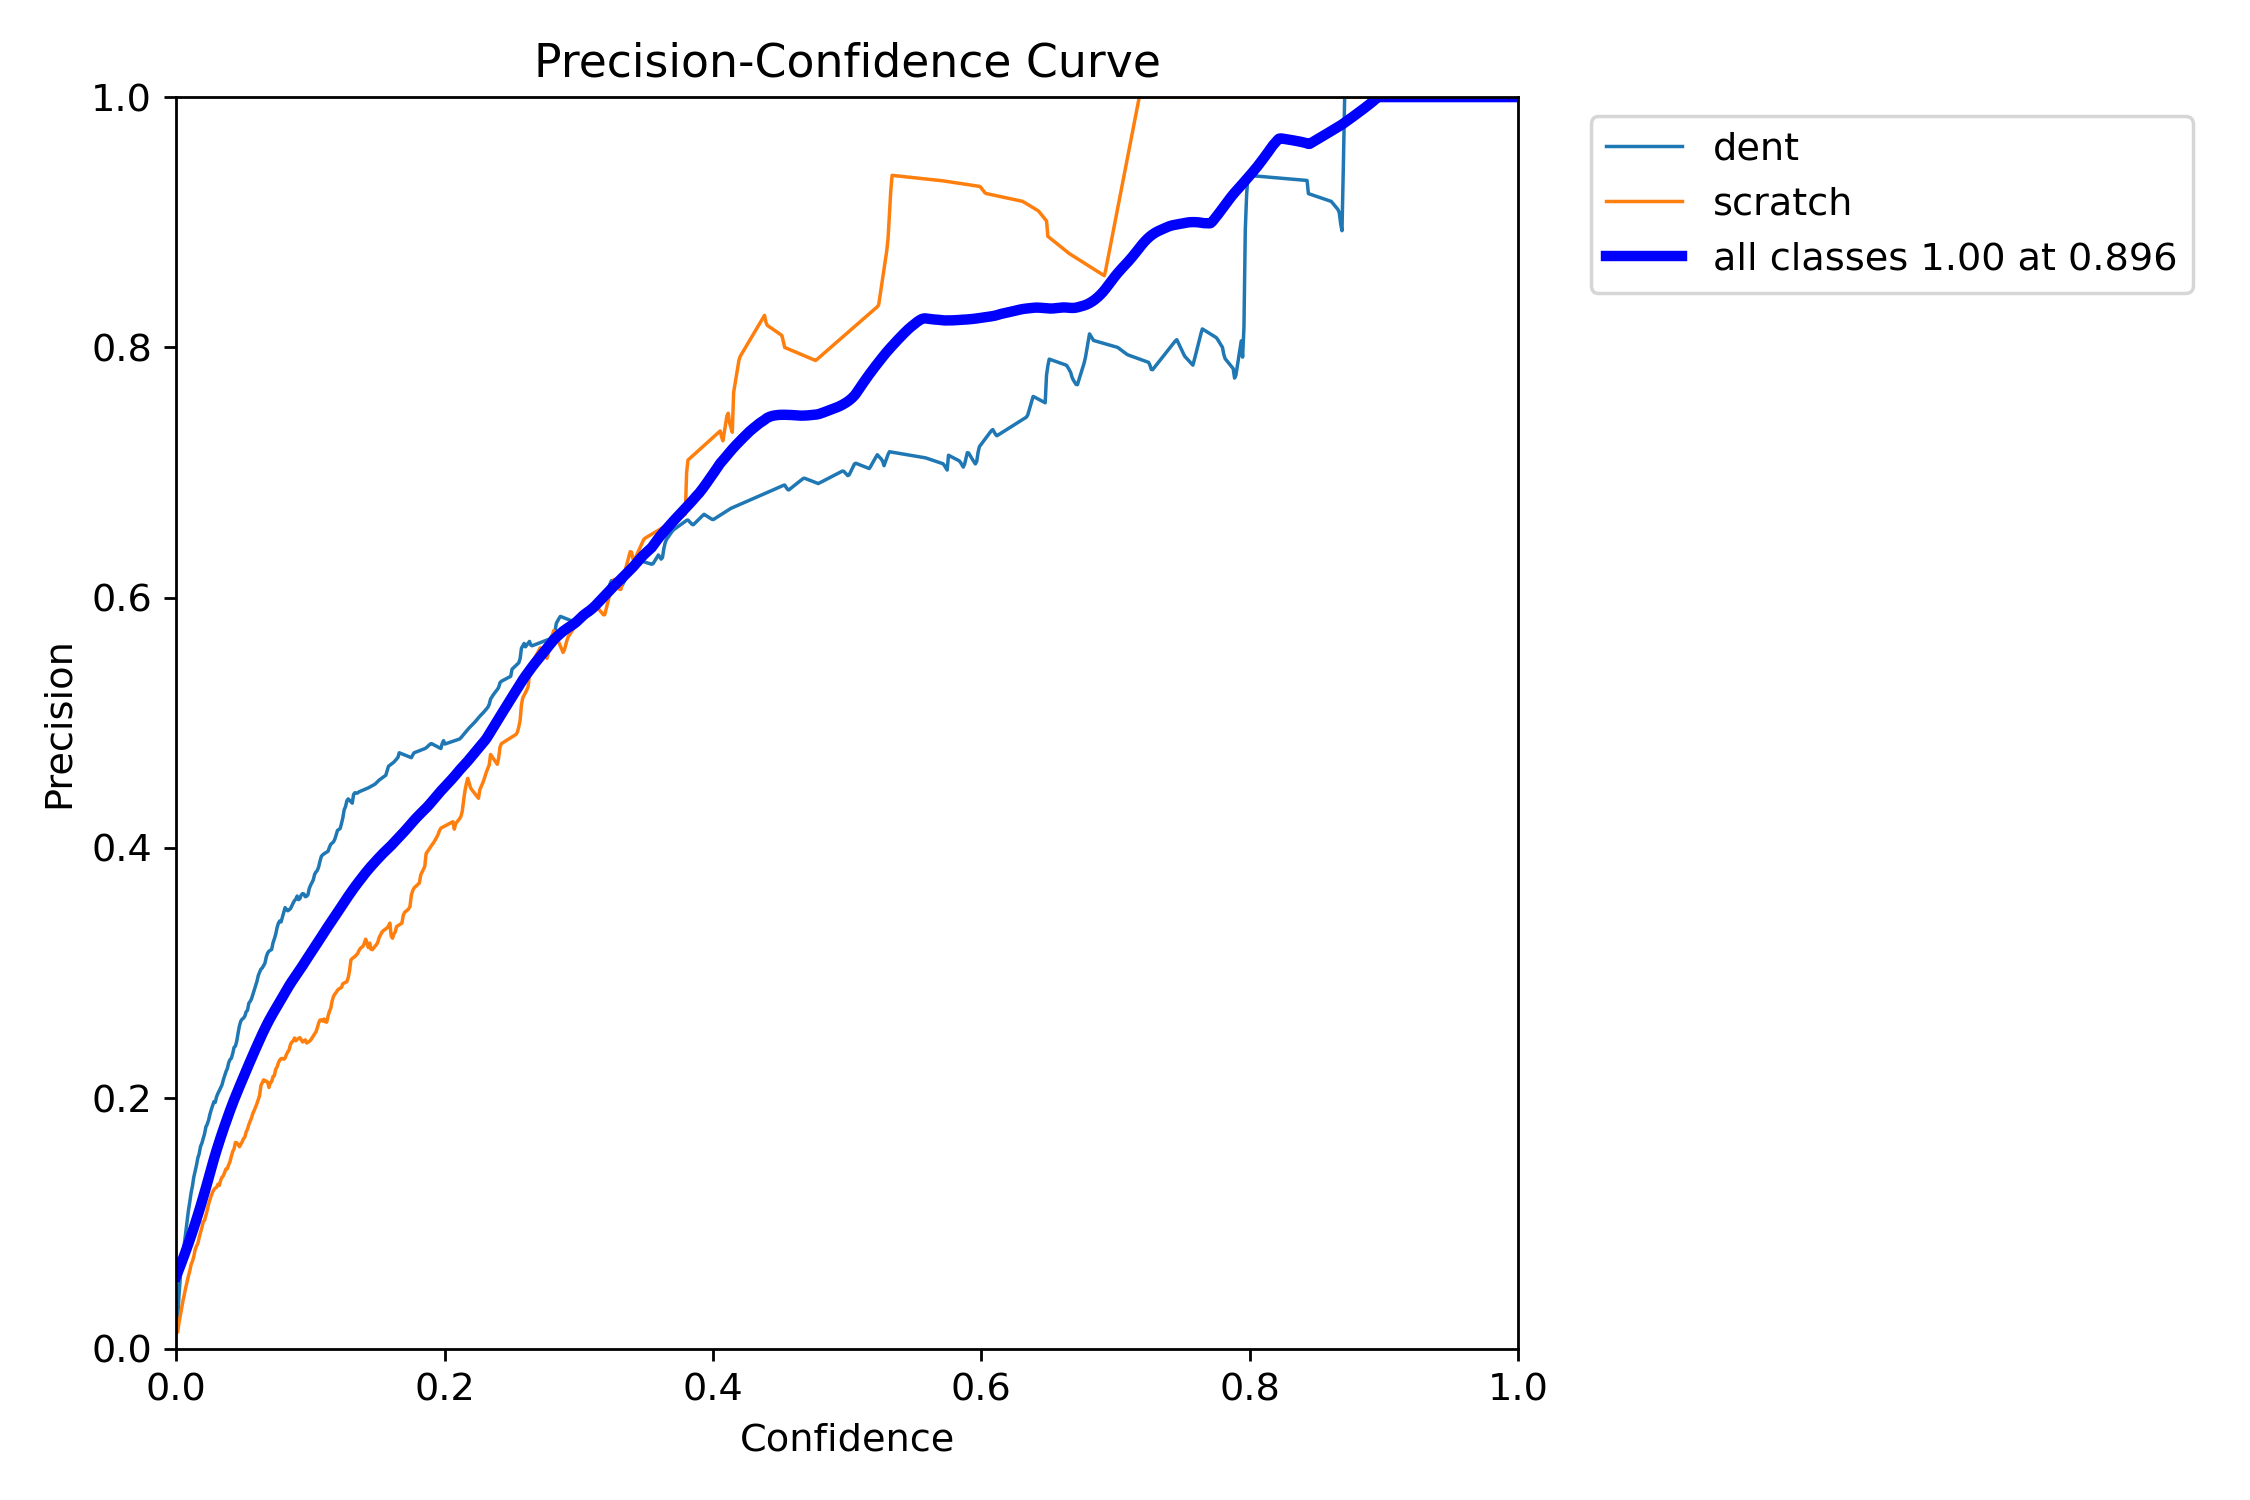 Precision-Confidence Curve
1.0
0.8
0.6
0.4
0.2
0.0
Precision
0.0 0.2 0.4 0.6 0.8 1.0
Confidence
dent
scratch
all classes 1.00 at 0.896